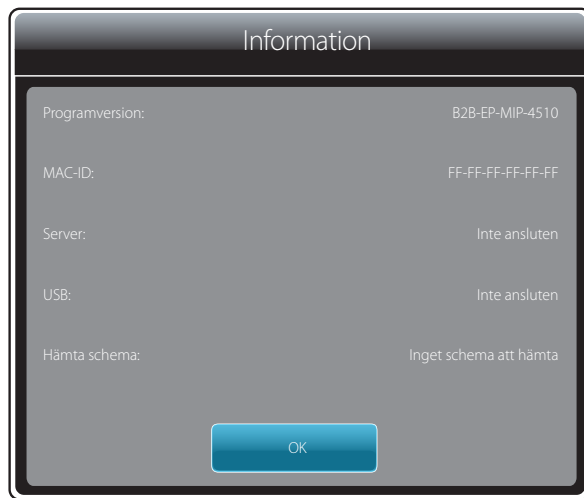 Information
Programversion: B2B-EP-MIP-4510
MAC-ID: FF-FF-FF-FF-FF-FF
Server: Inte ansluten
USB: Inte ansluten
Hämta schema: Inget schema att hämta
OK